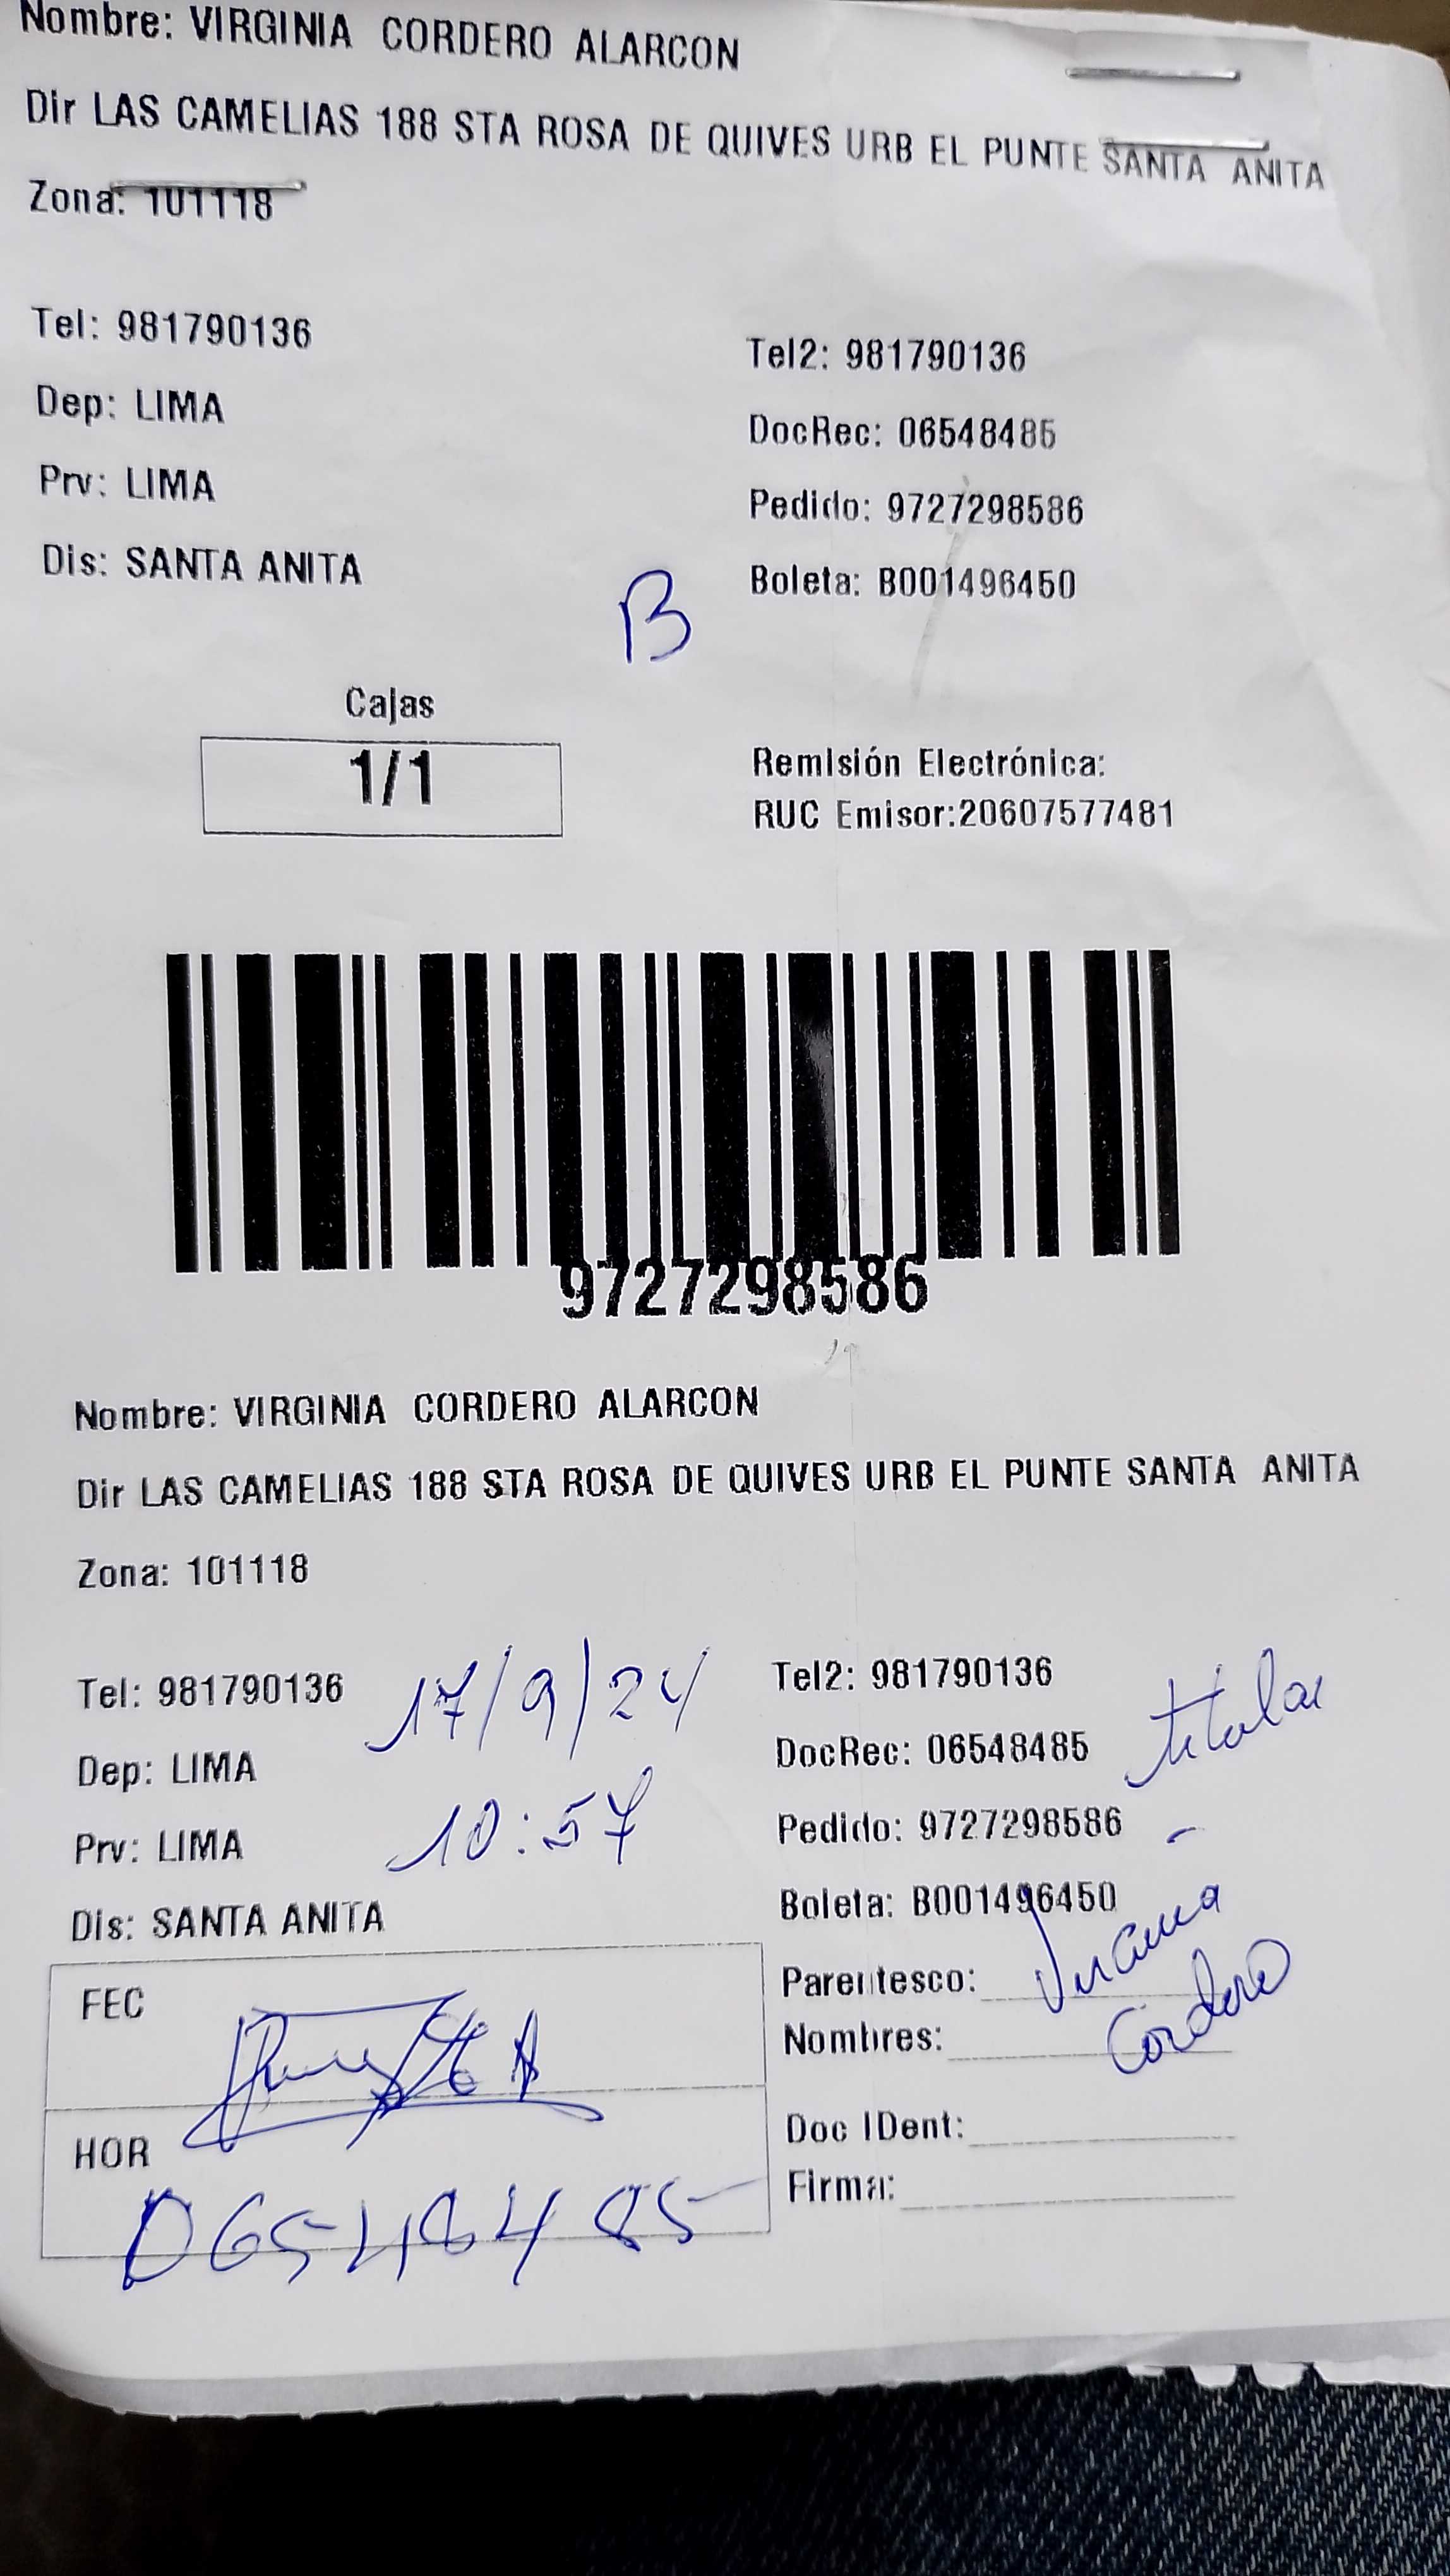 Nombre: VIRGINIA CORDERO ALARCON
Dir LAS CAMELIAS 188 STA ROSA DE QUIVES URB EL PUNTE SANTA ANITA
Zona: 101118
Tel: 981790136
Tel2: 981790136
Dep: LIMA
DocRec: 06548485
Prv: LIMA
Pedido: 9727298586
Dis: SANTA ANITA
Boleta: B001496450
B
Cajas
1/1
Remisión Electrónica:
RUC Emisor:20607577481
9727298586
Nombre: VIRGINIA CORDERO ALARCON
Dir LAS CAMELIAS 188 STA ROSA DE QUIVES URB EL PUNTE SANTA ANITA
Zona: 101118
Tel: 981790136
17/9/24
Tel2: 981790136
titular
Dep: LIMA
DocRec: 06548485
Prv: LIMA
10:57
Pedido: 9727298586
Dis: SANTA ANITA
Boleta: B001496450
FEC
Parentesco:
Nombres: Cordero
HOR
Doc IDent:
Firma:
06548485